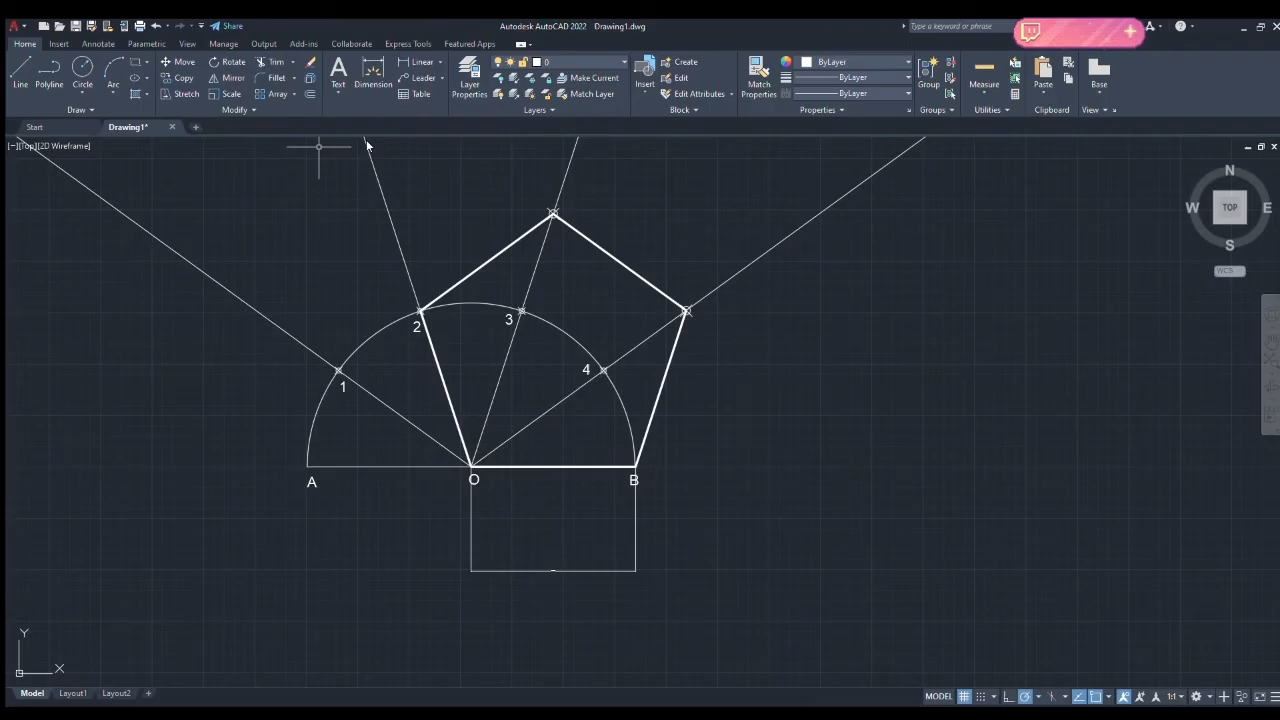 Share
Autodesk AutoCAD 2022 Drawing1.dwg
Type a keyword or phrase
Home Insert Annotate Parametric View Manage Output Add-ins Collaborate Express Tools Featured Apps
Line Polyline Circle Arc
Move Rotate Trim
Copy Mirror Fillet
Stretch Scale Array
Text Dimension
Linear
Leader
Table
Layer Properties
0
Make Current
Match Layer
Insert
Create
Edit
Edit Attributes
Match Properties
ByLayer
ByLayer
ByLayer
Group
Measure
Paste
Base
Draw Modify Annotation Layers Block Properties Groups Utilities Clipboard View
Start Drawing1*
[−][Top][2D Wireframe]
N
W TOP E
S
WCS
2
3
4
1
A
O
B
Y
X
Model Layout1 Layout2
MODEL
1:1